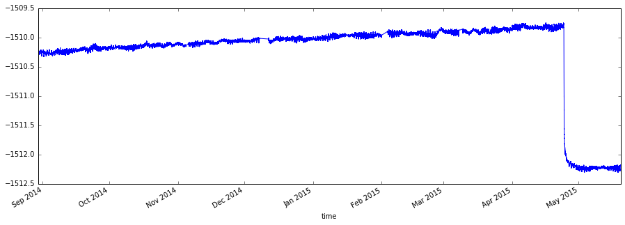 −1509.5
−1510.0
−1510.5
−1511.0
−1511.5
−1512.0
−1512.5
Sep 2014
Oct 2014
Nov 2014
Dec 2014
Jan 2015
Feb 2015
Mar 2015
Apr 2015
May 2015
time